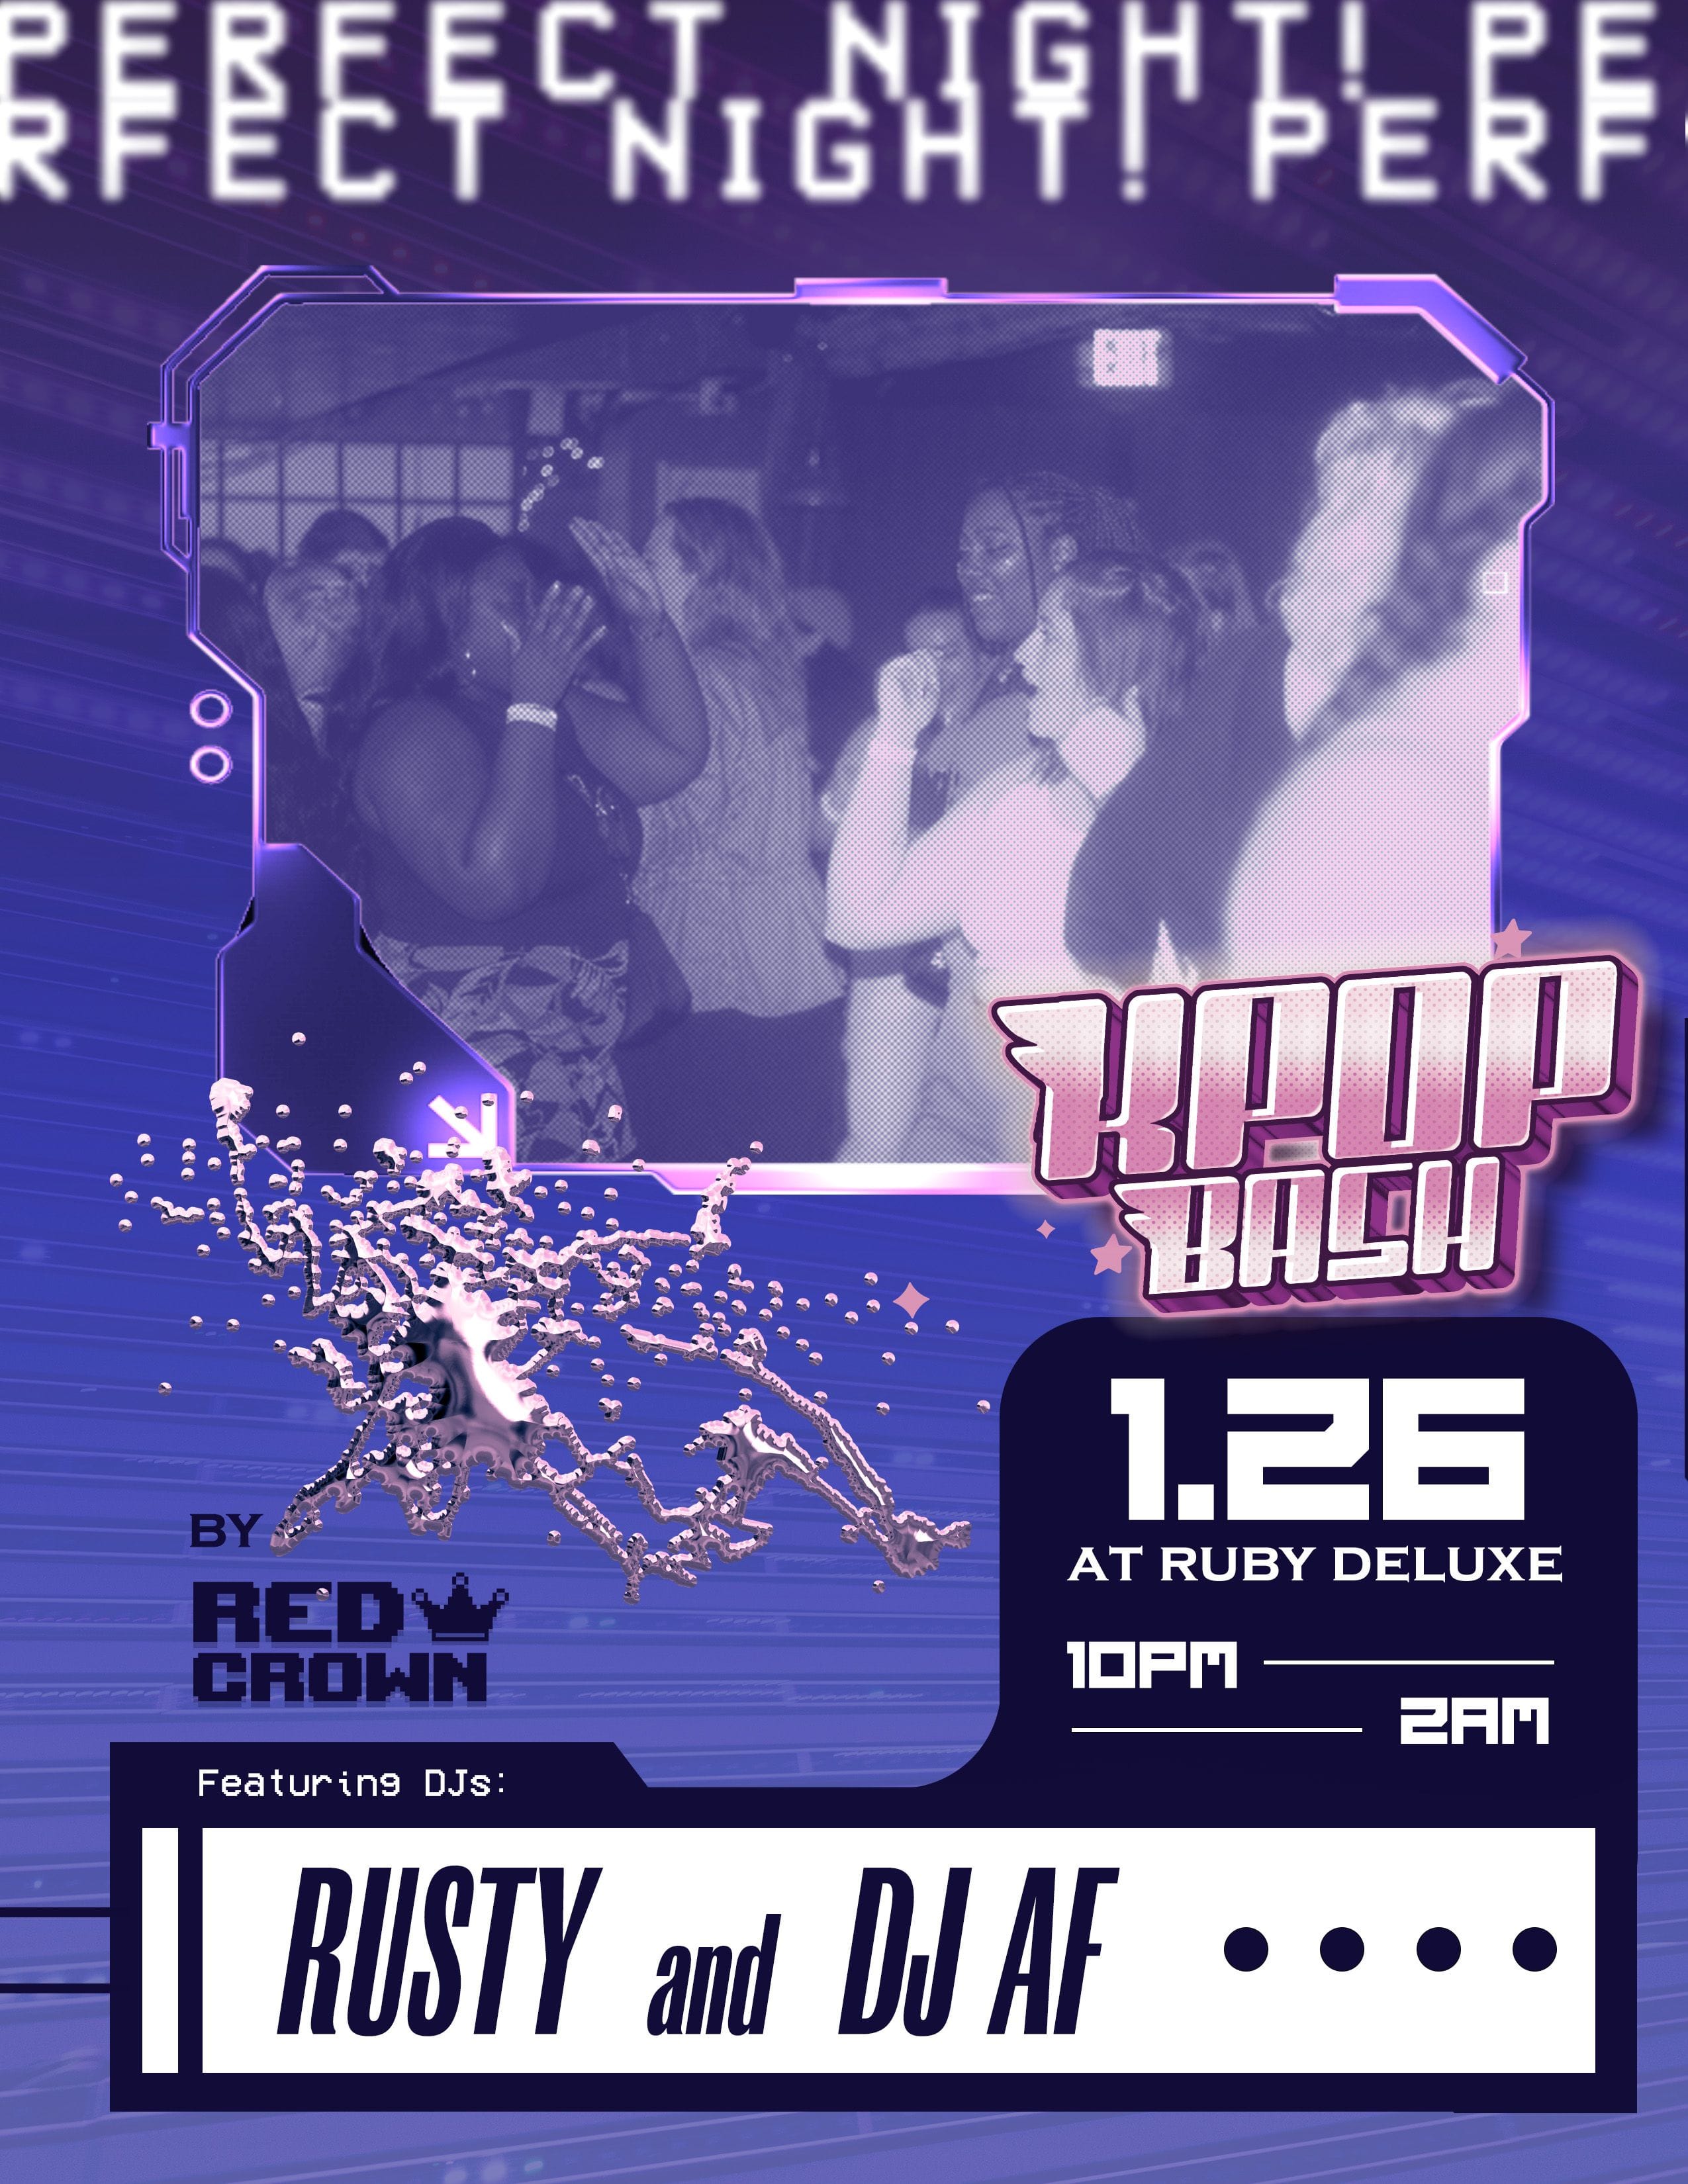 PERFECT NIGHT! PE
RFECT NIGHT! PERF
KPOP
BASH
1.26
AT RUBY DELUXE
10PM
2AM
BY
RED
CROWN
Featuring DJs:
RUSTY and DJ AF